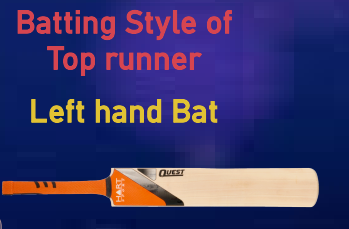 Batting Style of
Top runner
Left hand Bat
QUEST
HART